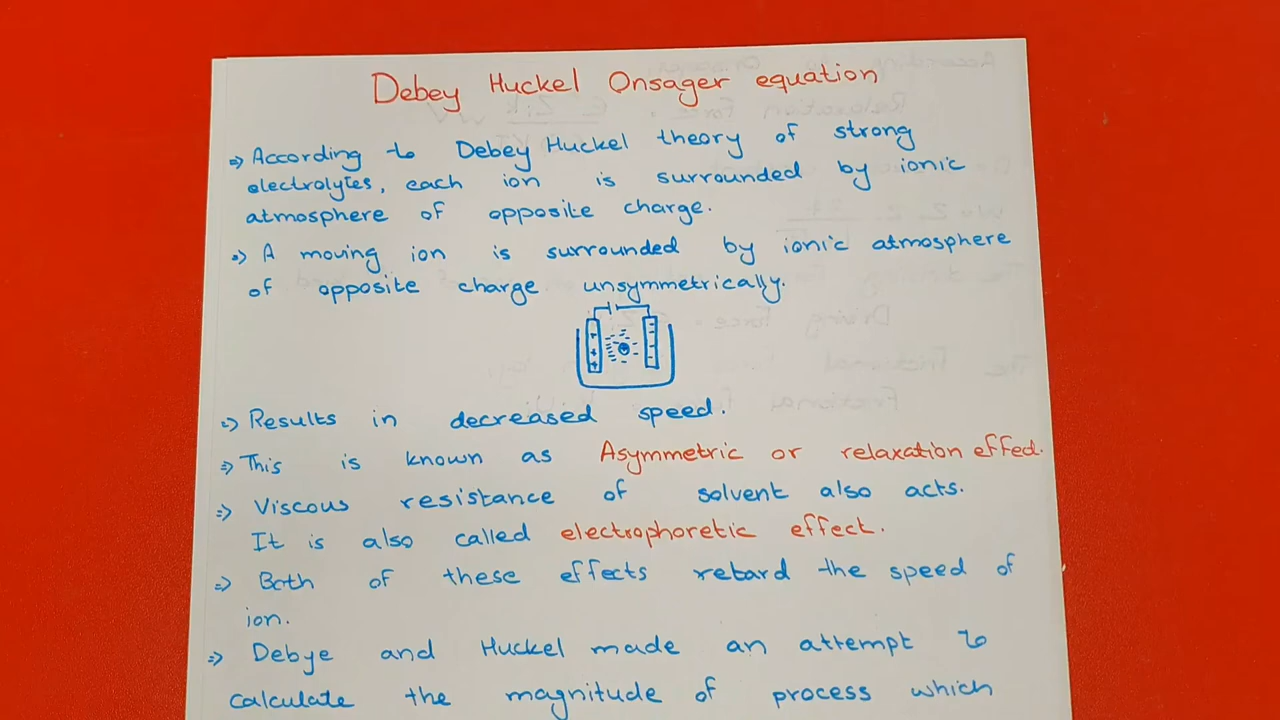 Debey Huckel Onsager equation
⇒ According to Debey Huckel theory of strong
electrolytes, each ion is surrounded by ionic
atmosphere of opposite charge.
⇒ A moving ion is surrounded by ionic atmosphere
of opposite charge unsymmetrically.
⇒ Results in decreased speed.
⇒ This is known as Asymmetric or relaxation effect.
⇒ Viscous resistance of solvent also acts.
It is also called electrophoretic effect.
⇒ Both of these effects retard the speed of
ion.
⇒ Debye and Huckel made an attempt to
calculate the magnitude of process which